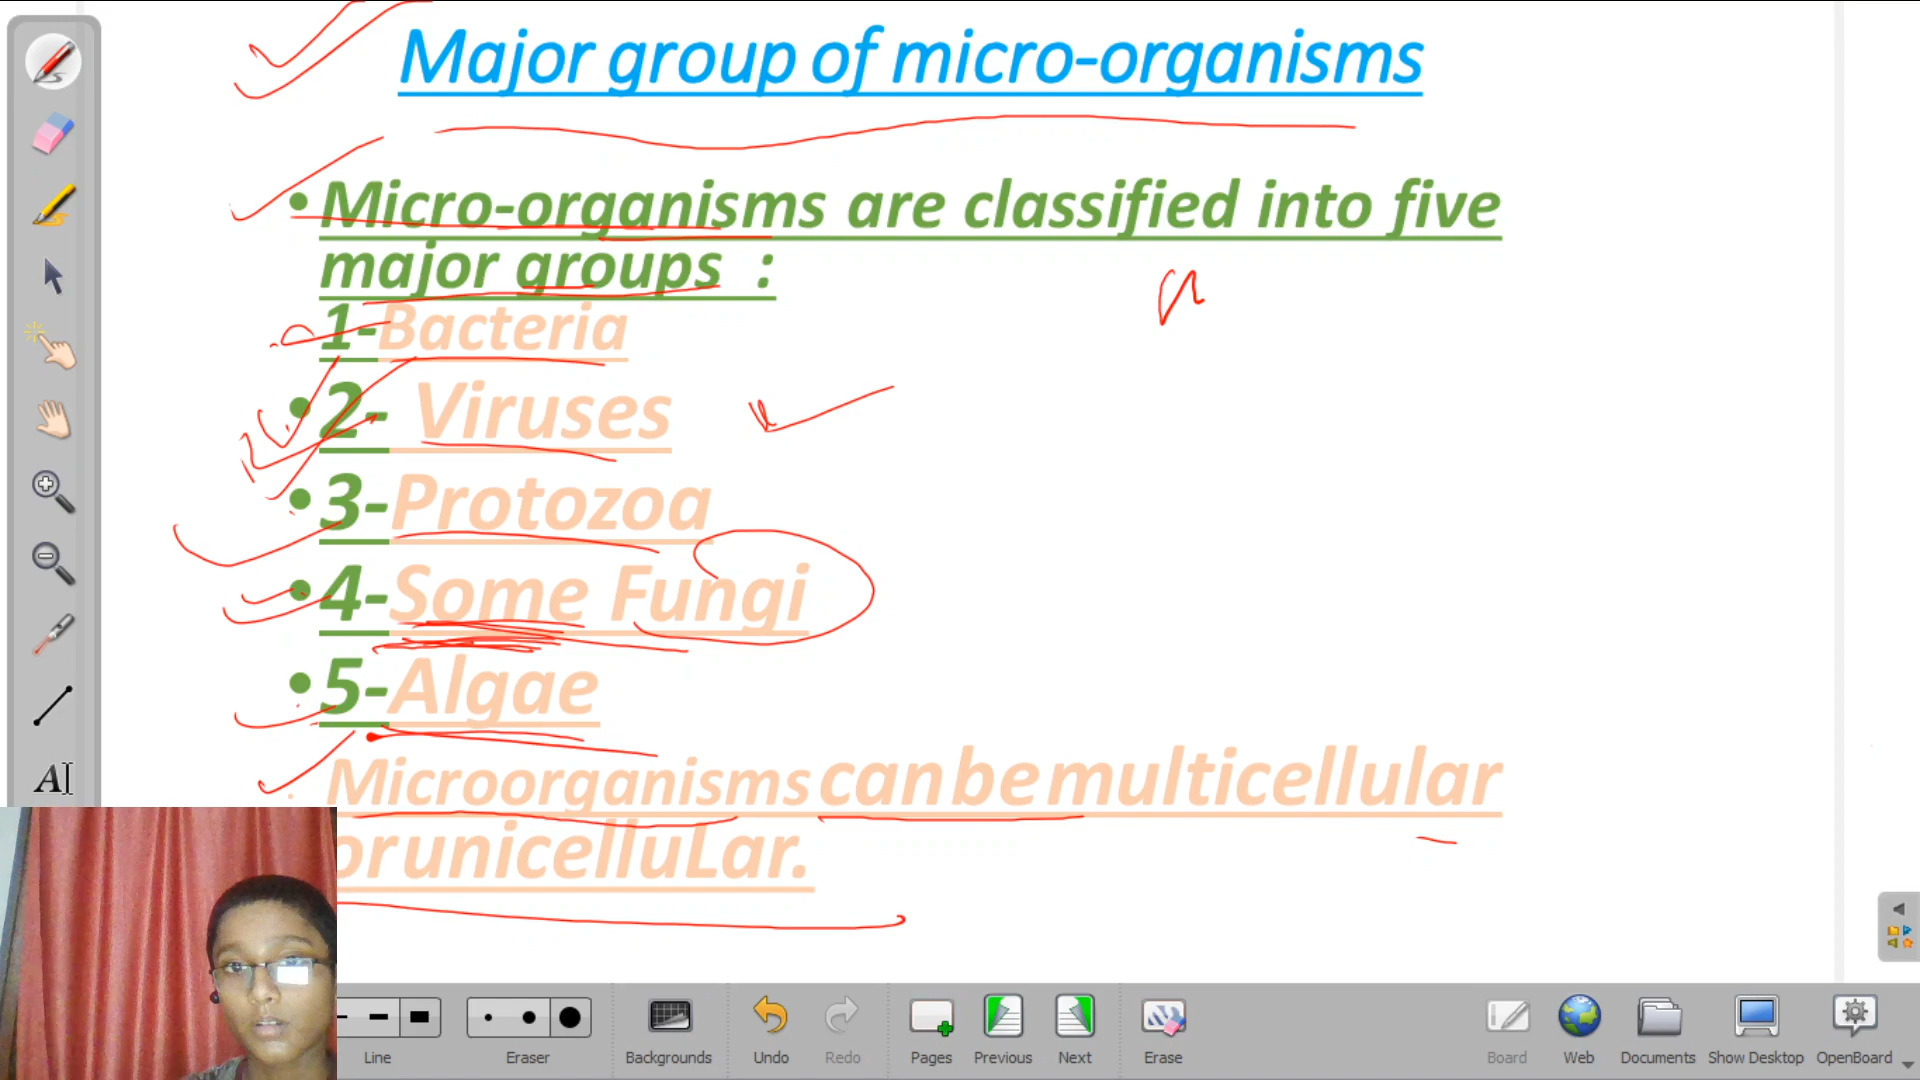 Major group of micro-organisms
•Micro-organisms are classified into five
major groups :
1-Bacteria
•2- Viruses
•3-Protozoa
•4-Some Fungi
•5-Algae
Microorganisms can be multicellular
or unicelluLar.
Line
Eraser
Backgrounds
Undo
Redo
Pages
Previous
Next
Erase
Board
Web
Documents
Show Desktop
OpenBoard